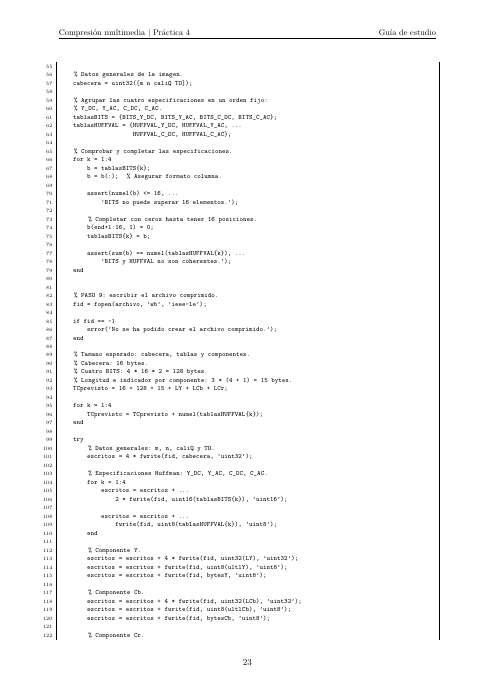 Compresión multimedia | Práctica 4
Guía de estudio
55
56 % Datos generales de la imagen.
57 cabecera = uint32([m n caliQ TO]);
58
59 % Agrupar las cuatro especificaciones en un orden fijo:
60 % Y_DC, Y_AC, C_DC, C_AC.
61 tablasBITS = {BITS_Y_DC, BITS_Y_AC, BITS_C_DC, BITS_C_AC};
62 tablasHUFFVAL = {HUFFVAL_Y_DC, HUFFVAL_Y_AC, ...
63 HUFFVAL_C_DC, HUFFVAL_C_AC};
64
65 % Comprobar y completar las especificaciones.
66 for k = 1:4
67 b = tablasBITS{k};
68 b = b(:); % Asegurar formato columna.
69
70 assert(numel(b) <= 16, ...
71 'BITS no puede superar 16 elementos.');
72
73 % Completar con ceros hasta tener 16 posiciones.
74 b(end+1:16, 1) = 0;
75 tablasBITS{k} = b;
76
77 assert(sum(b) == numel(tablasHUFFVAL{k}), ...
78 'BITS y HUFFVAL no son coherentes.');
79 end
80
81
82 % PASO 9: escribir el archivo comprimido.
83 fid = fopen(archivo, 'wb', 'ieee-le');
84
85 if fid == -1
86 error('No se ha podido crear el archivo comprimido.');
87 end
88
89 % Tamano esperado: cabecera, tablas y componentes.
90 % Cabecera: 16 bytes.
91 % Cuatro BITS: 4 * 16 * 2 = 128 bytes.
92 % Longitud e indicador por componente: 3 * (4 + 1) = 15 bytes.
93 TCprevisto = 16 + 128 + 15 + LY + LCb + LCr;
94
95 for k = 1:4
96 TCprevisto = TCprevisto + numel(tablasHUFFVAL{k});
97 end
98
99 try
100 % Datos generales: m, n, caliQ y TO.
101 escritos = 4 * fwrite(fid, cabecera, 'uint32');
102
103 % Especificaciones Huffman: Y_DC, Y_AC, C_DC, C_AC.
104 for k = 1:4
105 escritos = escritos + ...
106 2 * fwrite(fid, uint16(tablasBITS{k}), 'uint16');
107
108 escritos = escritos + ...
109 fwrite(fid, uint8(tablasHUFFVAL{k}), 'uint8');
110 end
111
112 % Componente Y.
113 escritos = escritos + 4 * fwrite(fid, uint32(LY), 'uint32');
114 escritos = escritos + fwrite(fid, uint8(ultlY), 'uint8');
115 escritos = escritos + fwrite(fid, bytesY, 'uint8');
116
117 % Componente Cb.
118 escritos = escritos + 4 * fwrite(fid, uint32(LCb), 'uint32');
119 escritos = escritos + fwrite(fid, uint8(ultlCb), 'uint8');
120 escritos = escritos + fwrite(fid, bytesCb, 'uint8');
121
122 % Componente Cr.
23